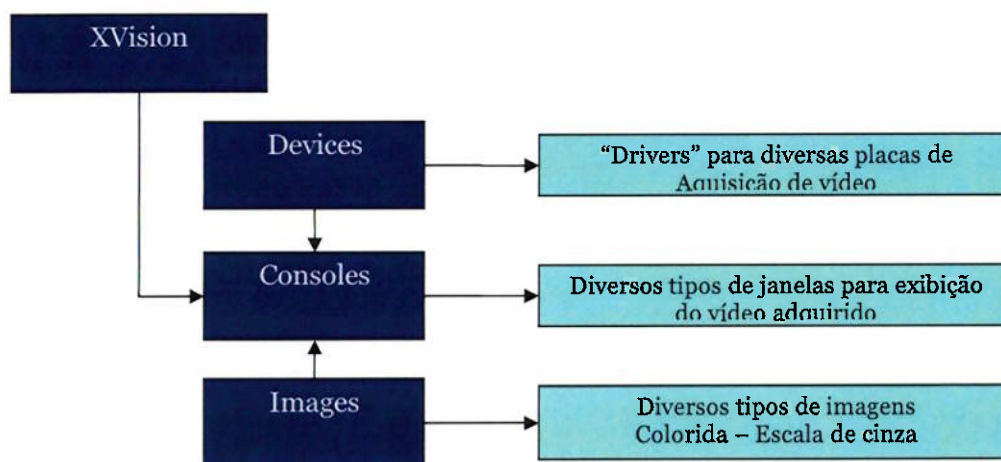 XVision
Devices
“Drivers” para diversas placas de
Aquisição de vídeo
Consoles
Diversos tipos de janelas para exibição
do vídeo adquirido
Images
Diversos tipos de imagens
Colorida – Escala de cinza